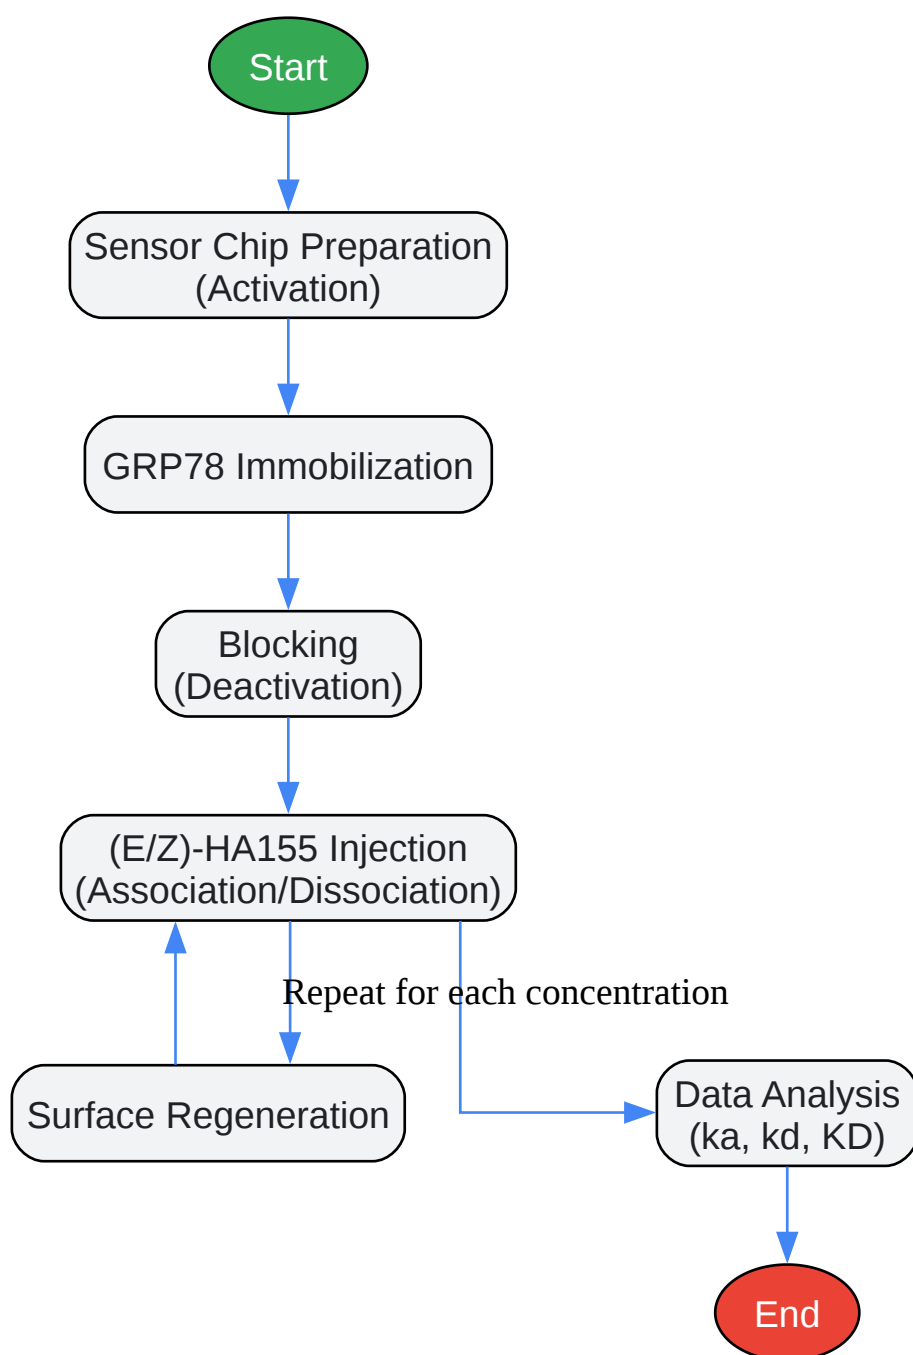 Start
Sensor Chip Preparation
(Activation)
GRP78 Immobilization
Blocking
(Deactivation)
(E/Z)-HA155 Injection
(Association/Dissociation)
Repeat for each concentration
Surface Regeneration
Data Analysis
(ka, kd, KD)
End